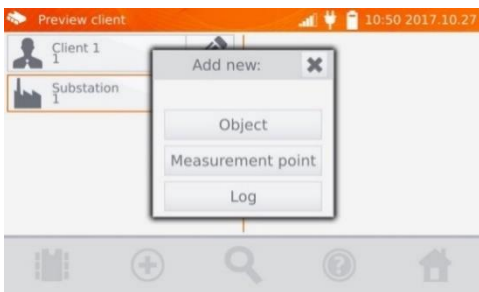 Preview client
10:50 2017.10.27
Client 1
1
Substation
1
Add new:
Object
Measurement point
Log